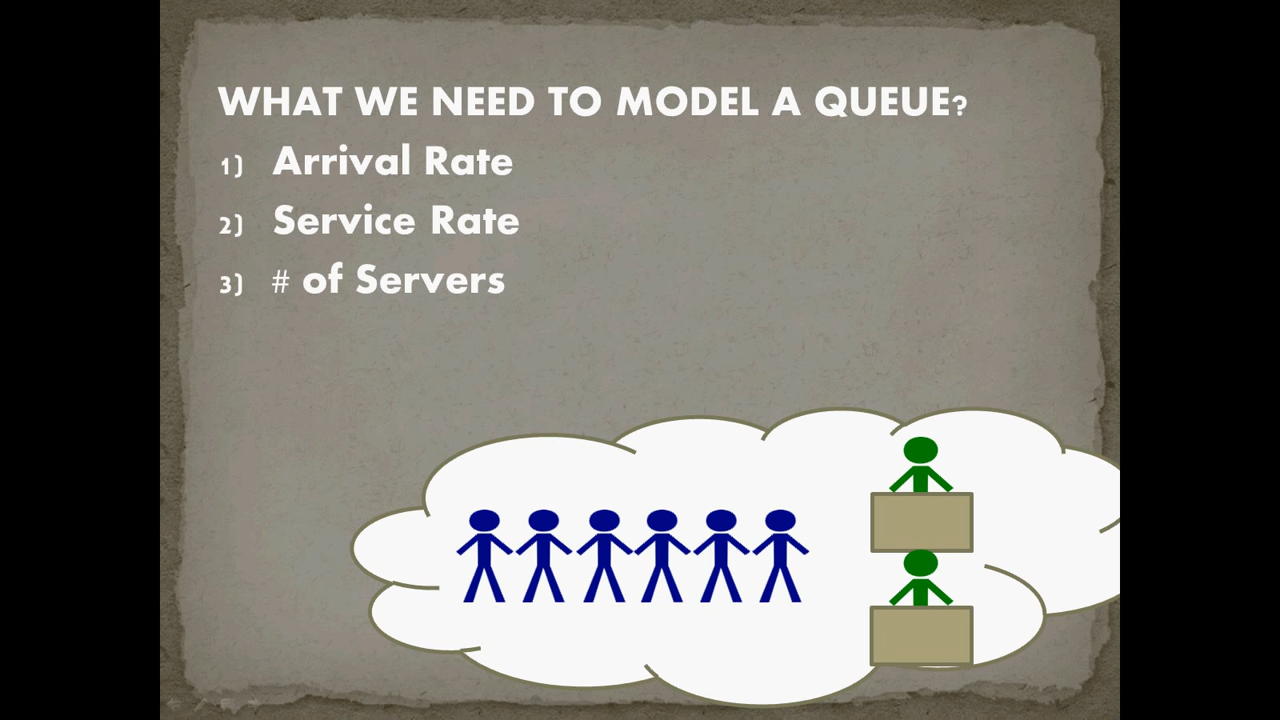 WHAT WE NEED TO MODEL A QUEUE?
1) Arrival Rate
2) Service Rate
3) # of Servers